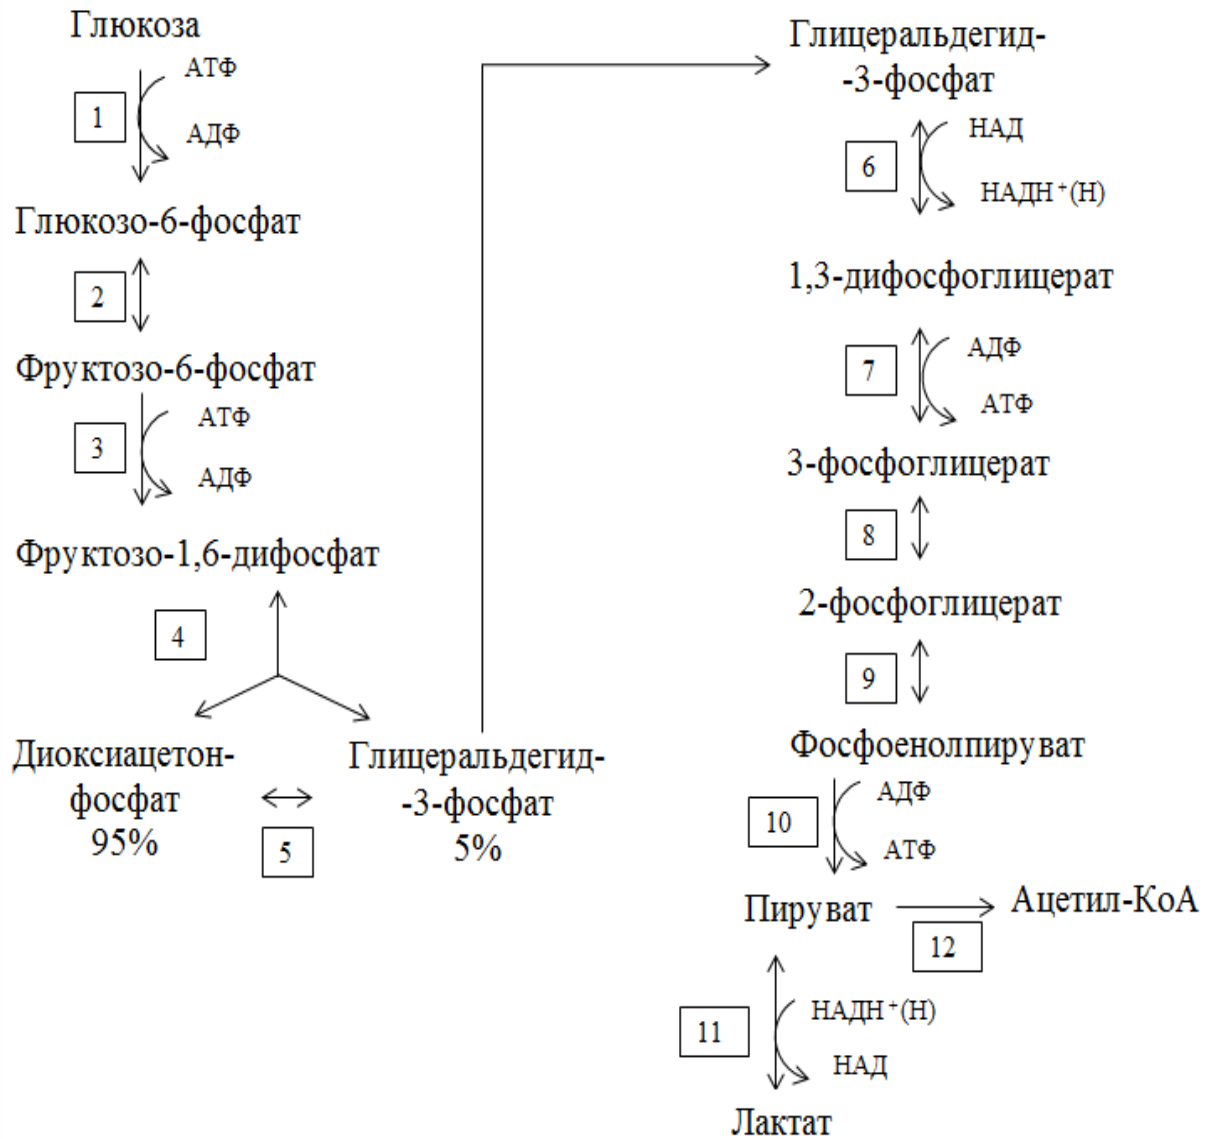 Глюкоза
АТФ
1
АДФ
Глюкозо-6-фосфат
2
Фруктозо-6-фосфат
АТФ
3
АДФ
Фруктозо-1,6-дифосфат
4
Диоксиацетон-
фосфат
95%
5
Глицеральдегид-
-3-фосфат
5%
Глицеральдегид-
-3-фосфат
НАД
6
НАДН⁺(Н)
1,3-дифосфоглицерат
АДФ
7
АТФ
3-фосфоглицерат
8
2-фосфоглицерат
9
Фосфоенолпируват
АДФ
10
АТФ
Пируват
Ацетил-КоА
12
НАДН⁺(Н)
11
НАД
Лактат